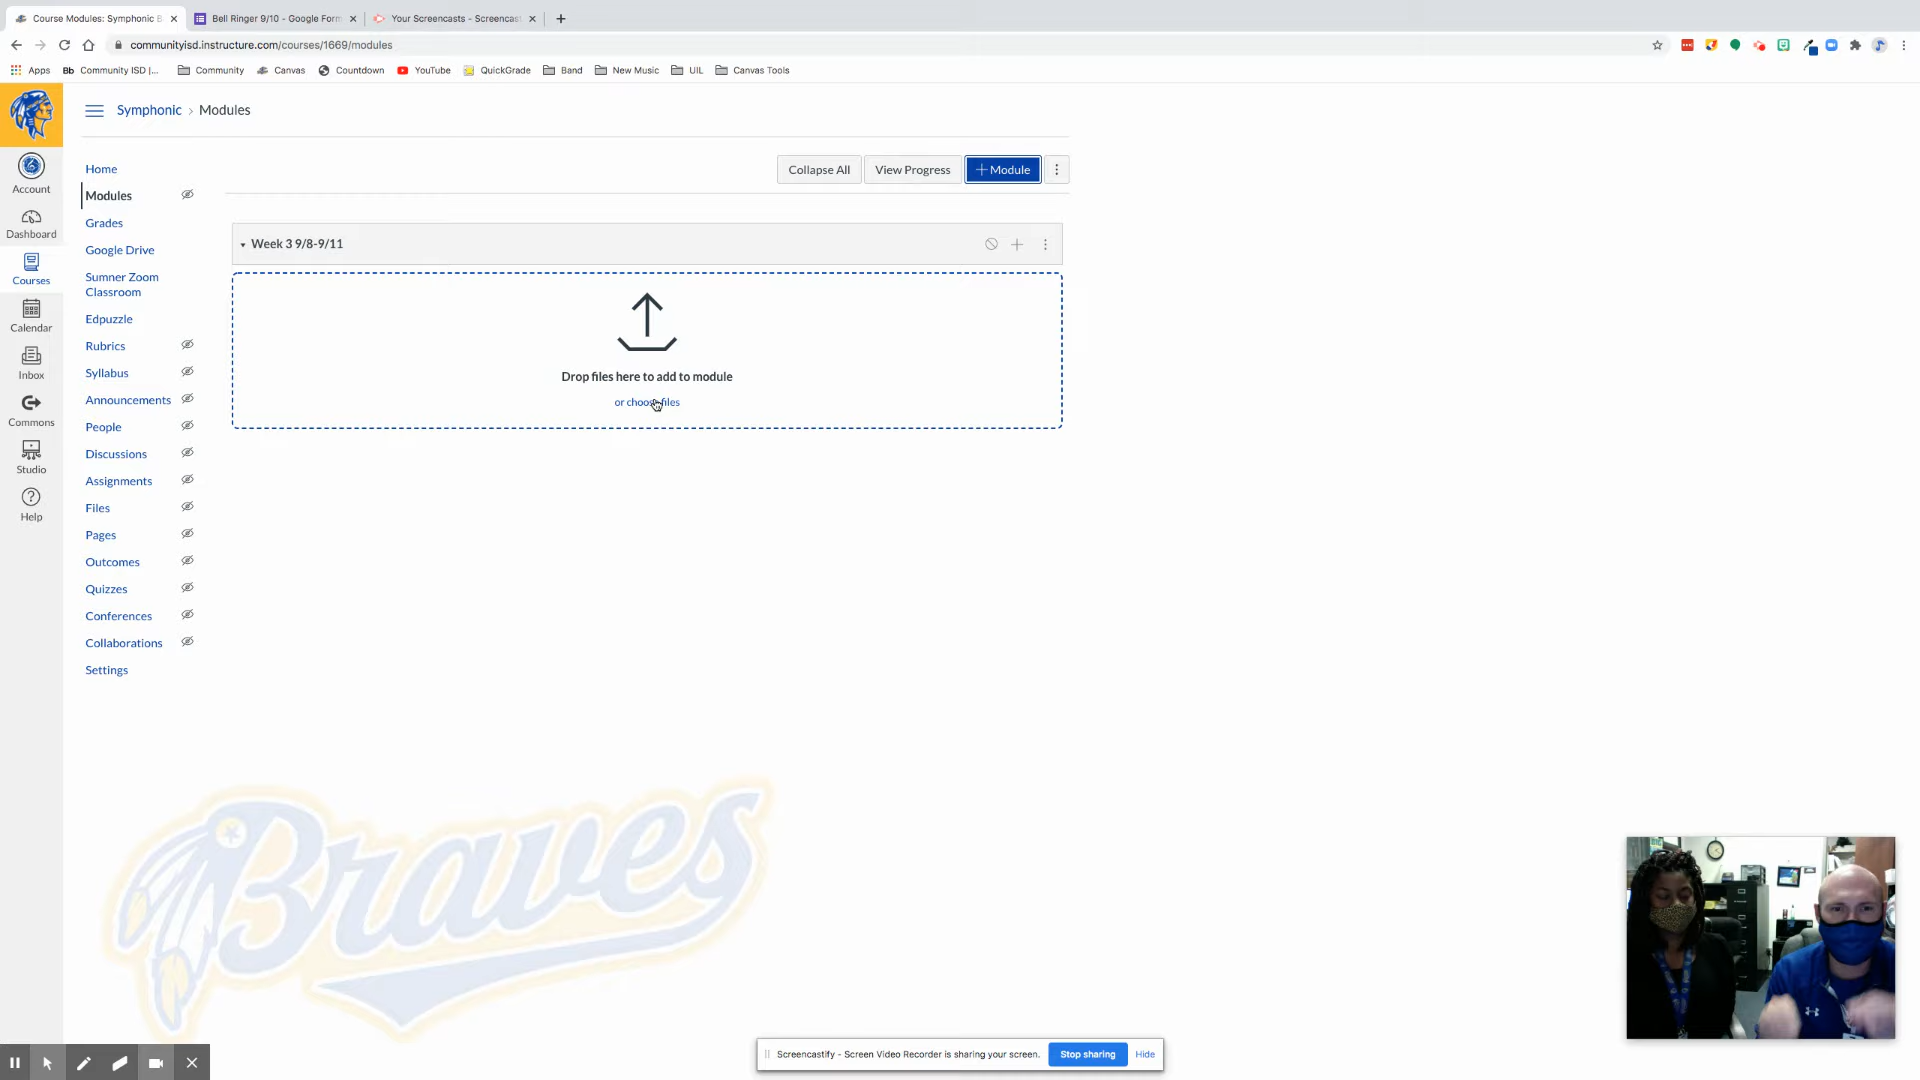 Course Modules: Symphonic B
Bell Ringer 9/10 - Google Form
Your Screencasts - Screencast
communityisd.instructure.com/courses/1669/modules
Apps
Bb Community ISD |...
Community
Canvas
Countdown
YouTube
QuickGrade
Band
New Music
UIL
Canvas Tools
Symphonic › Modules
Account
Dashboard
Courses
Calendar
Inbox
Commons
Studio
Help
Home
Modules
Grades
Google Drive
Sumner Zoom
Classroom
Edpuzzle
Rubrics
Syllabus
Announcements
People
Discussions
Assignments
Files
Pages
Outcomes
Quizzes
Conferences
Collaborations
Settings
Collapse All
View Progress
+ Module
Week 3 9/8-9/11
Drop files here to add to module
or choose files
Braves
Screencastify - Screen Video Recorder is sharing your screen.
Stop sharing
Hide